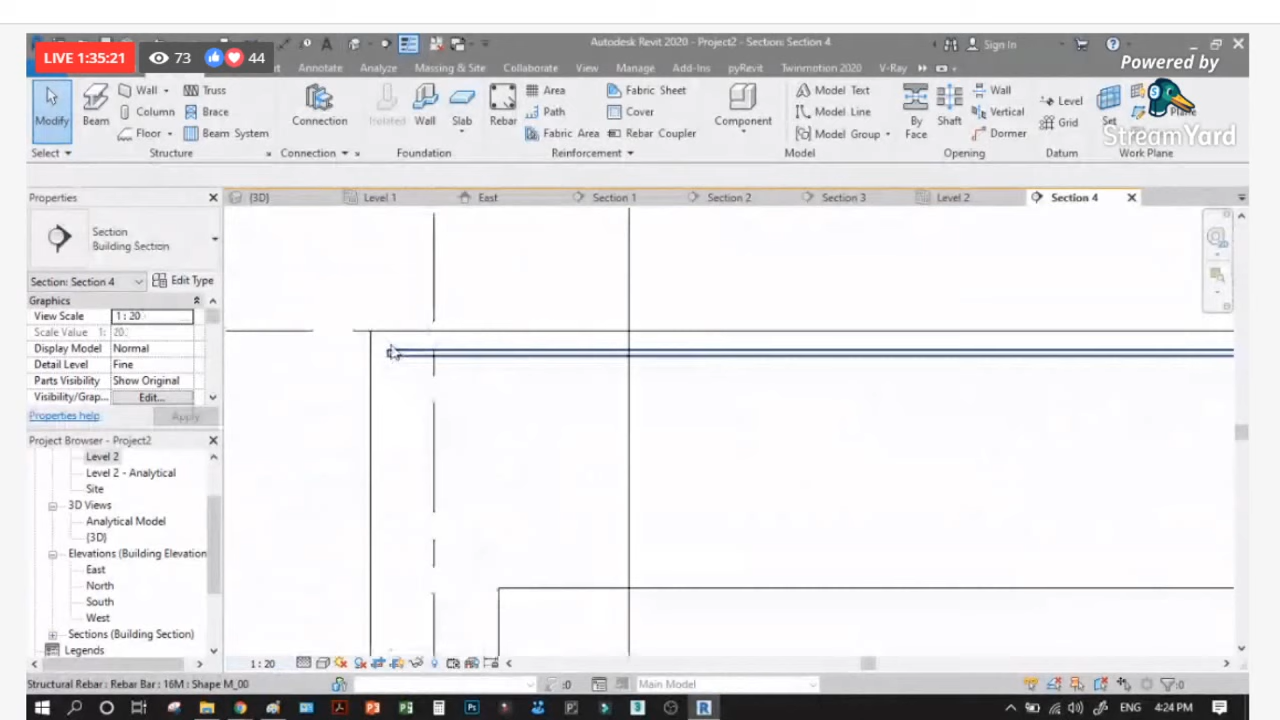 LIVE 1:35:21 73 44
Autodesk Revit 2020 - Project2 - Section: Section 4
Sign In
Powered by
StreamYard
Annotate Analyze Massing & Site Collaborate View Manage Add-Ins pyRevit Twinmotion 2020 V-Ray
Modify
Beam
Wall
Column
Floor
Truss
Brace
Beam System
Connection
Isolated
Wall
Slab
Rebar
Area
Path
Fabric Area
Fabric Sheet
Cover
Rebar Coupler
Component
Model Text
Model Line
Model Group
By
Face
Shaft
Wall
Vertical
Dormer
Level
Grid
Set
Plane
Select Structure Connection Foundation Reinforcement Model Opening Datum Work Plane
Properties
{3D} Level 1 East Section 1 Section 2 Section 3 Level 2 Section 4
Section
Building Section
Section: Section 4 Edit Type
Graphics
View Scale 1 : 20
Scale Value 1: 20
Display Model Normal
Detail Level Fine
Parts Visibility Show Original
Visibility/Grap... Edit...
Properties help Apply
Project Browser - Project2
Level 2
Level 2 - Analytical
Site
3D Views
Analytical Model
{3D}
Elevations (Building Elevation
East
North
South
West
Sections (Building Section)
Legends
1 : 20
Structural Rebar : Rebar Bar : 16M : Shape M_00 :0 Main Model :0
ENG 4:24 PM